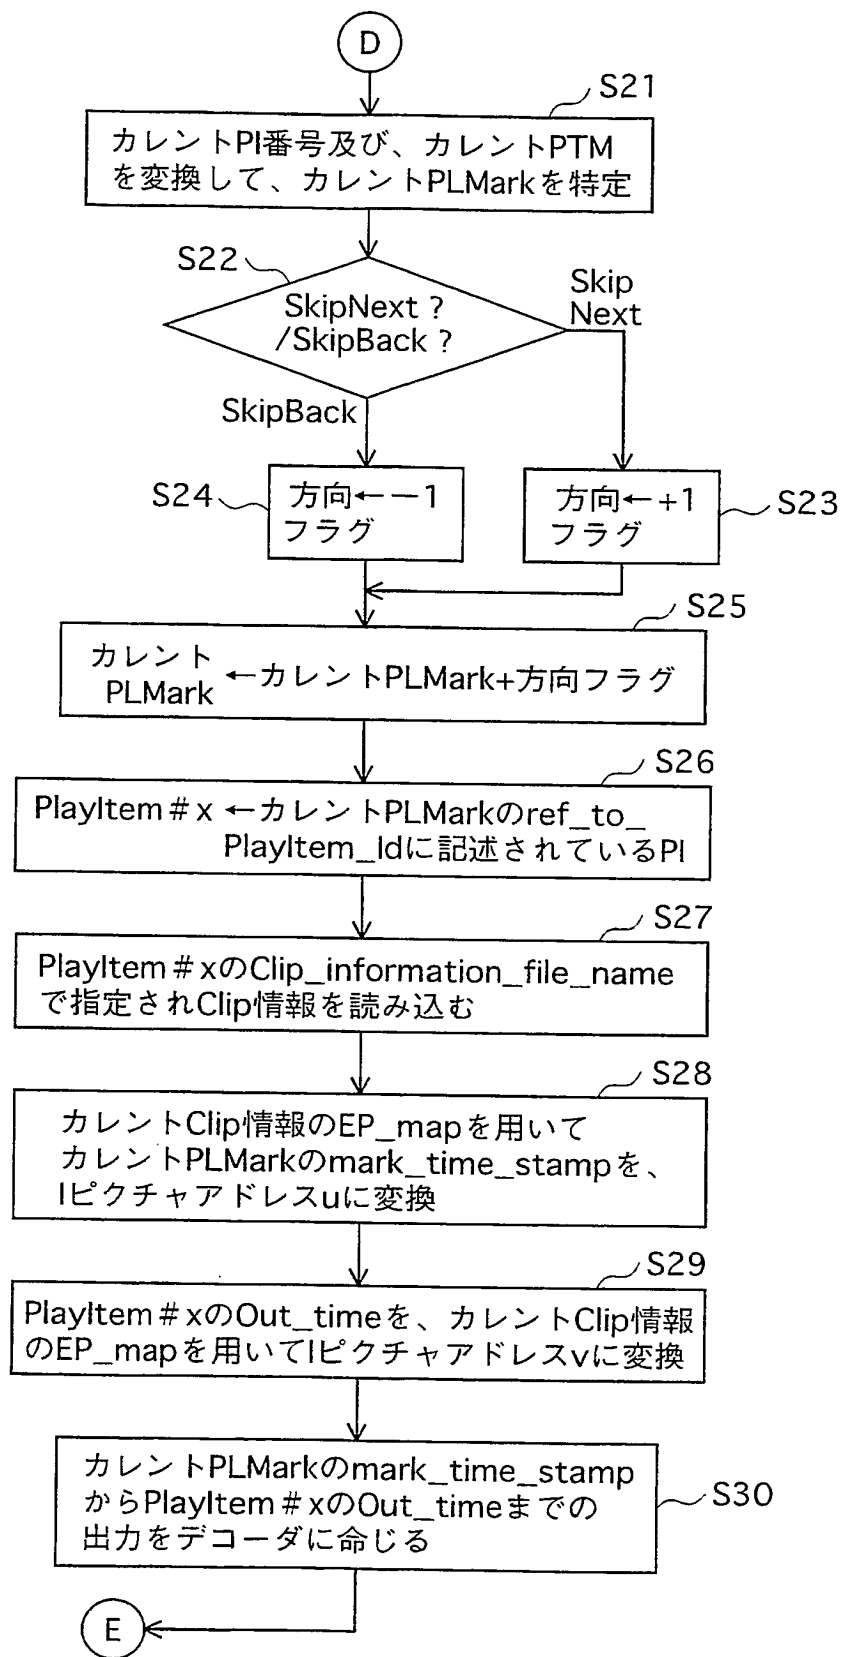 D
S21
カレントPI番号及び、カレントPTM
を変換して、カレントPLMarkを特定
S22
SkipNext ?
/SkipBack ?
Skip
Next
SkipBack
S24
方向←－1
フラグ
方向←+1
フラグ
S23
S25
カレント
PLMark ←カレントPLMark+方向フラグ
S26
PlayItem＃x ←カレントPLMarkのref_to_
PlayItem_Idに記述されているPI
S27
PlayItem＃xのClip_information_file_name
で指定されClip情報を読み込む
S28
カレントClip情報のEP_mapを用いて
カレントPLMarkのmark_time_stampを、
Iピクチャアドレスuに変換
S29
PlayItem＃xのOut_timeを、カレントClip情報
のEP_mapを用いてIピクチャアドレスvに変換
カレントPLMarkのmark_time_stamp
からPlayItem＃xのOut_timeまでの
出力をデコーダに命じる
S30
E